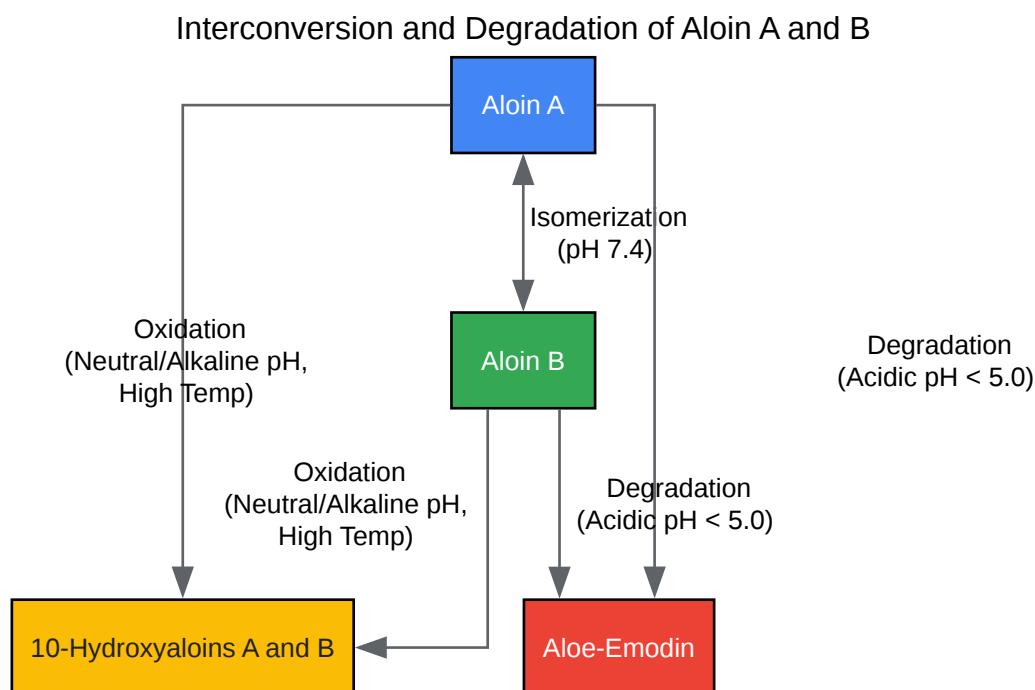 Interconversion and Degradation of Aloin A and B
Aloin A
Isomerization
(pH 7.4)
Oxidation
(Neutral/Alkaline pH,
High Temp)
Aloin B
Degradation
(Acidic pH < 5.0)
Oxidation
(Neutral/Alkaline pH,
High Temp)
Degradation
(Acidic pH < 5.0)
10-Hydroxyaloins A and B
Aloe-Emodin